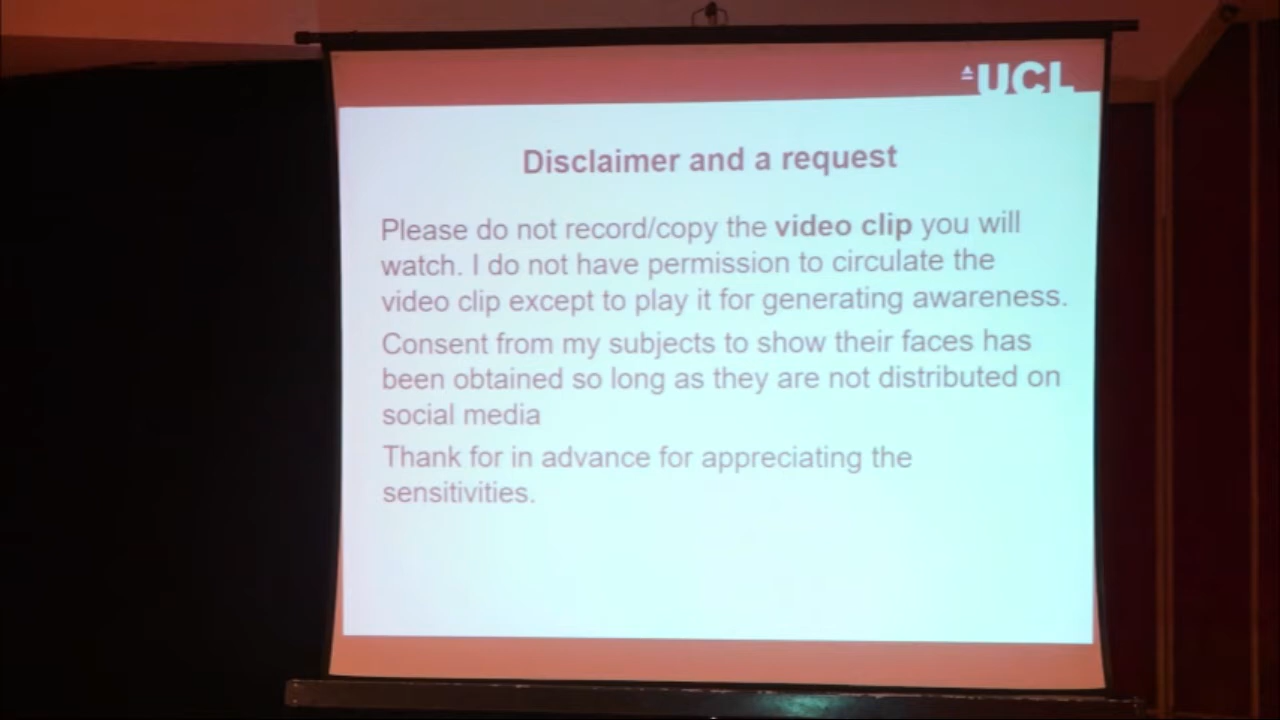 UCL
Disclaimer and a request
Please do not record/copy the video clip you will
watch. I do not have permission to circulate the
video clip except to play it for generating awareness.
Consent from my subjects to show their faces has
been obtained so long as they are not distributed on
social media
Thank for in advance for appreciating the
sensitivities.